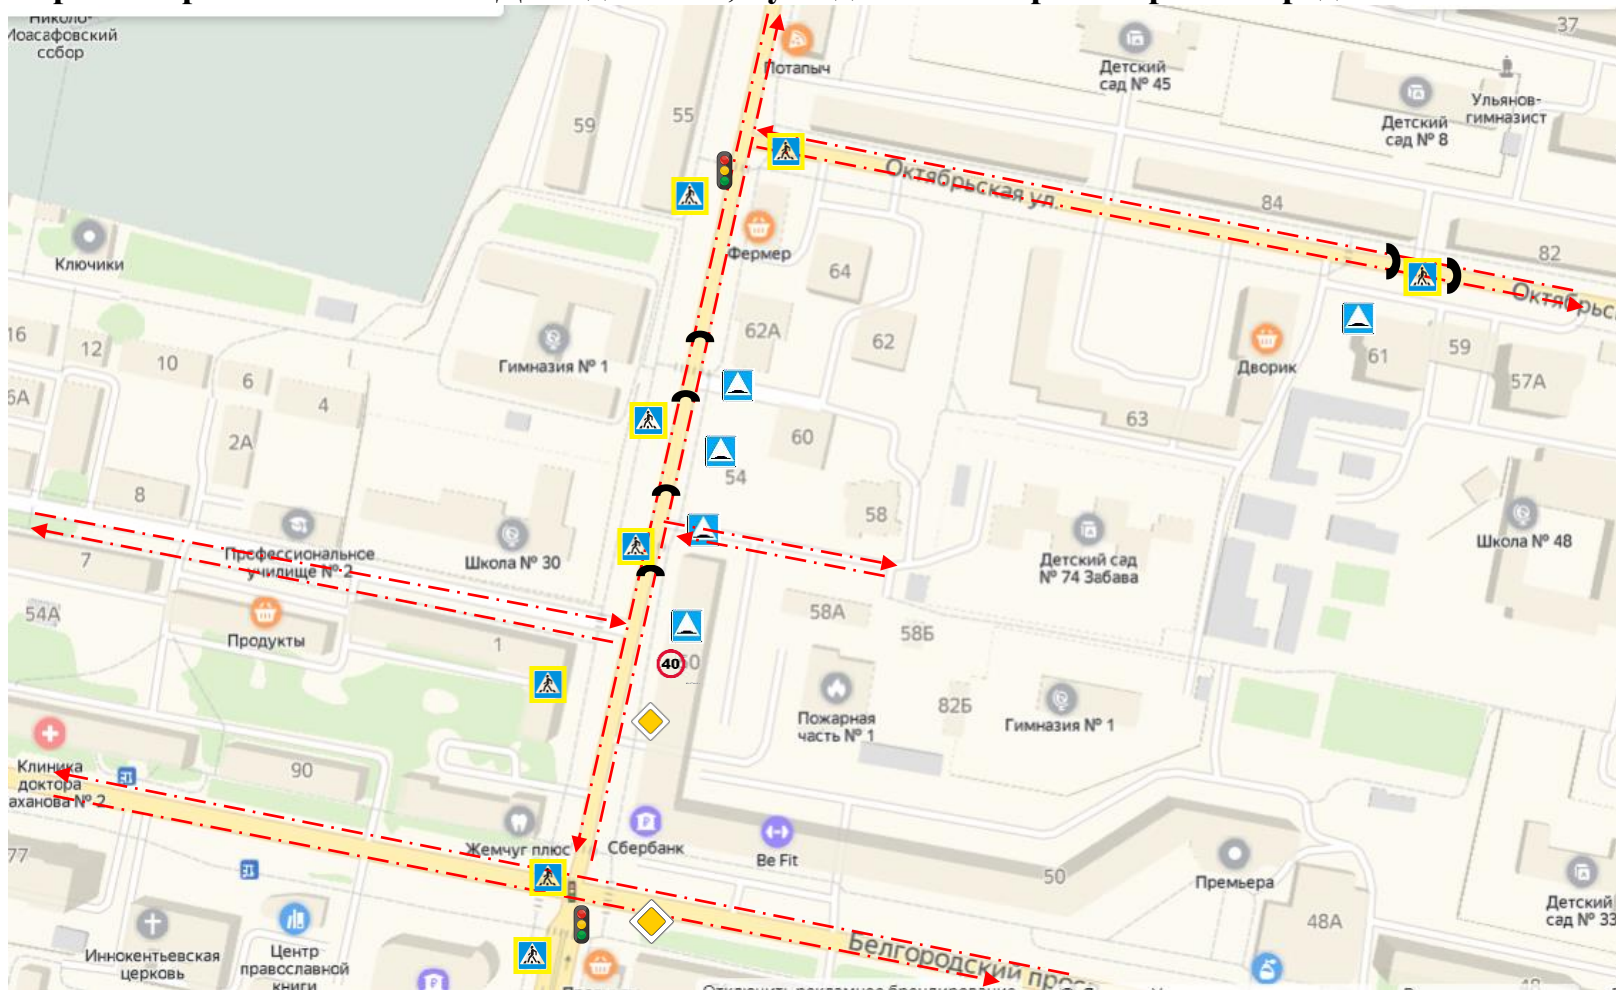 37
Николо-
Иоасафовский
собор
Потапыч
Детский
сад № 45
Детский
сад № 8
Ульянов-
гимназист
59
55
Октябрьская ул.
84
82
Ключики
Фермер
64
Октябрьс
16
12
10
6
4
6А
2А
Гимназия № 1
62А
62
Дворик
61
59
57А
63
60
54
8
58
Профессиональное
училище № 2
Школа № 30
Детский сад
№ 74 Забава
Школа № 48
7
54А
Продукты
1
58А
58Б
40
Пожарная
часть № 1
82Б
Гимназия № 1
Клиника
доктора
аханова № 2
90
Жемчуг плюс
Сбербанк
Be Fit
50
Премьера
77
48А
Детский
сад № 33
Иннокентьевская
церковь
Центр
православной
книги
Белгородский